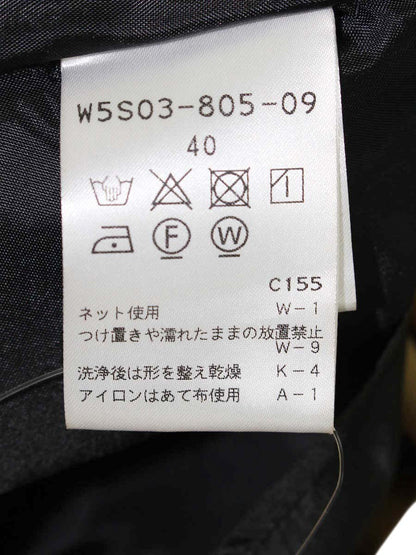 W5S03-805-09
40
F W
C155
ネット使用 W-1
つけ置きや濡れたままの放置禁止
W-9
洗浄後は形を整え乾燥 K-4
アイロンはあて布使用 A-1